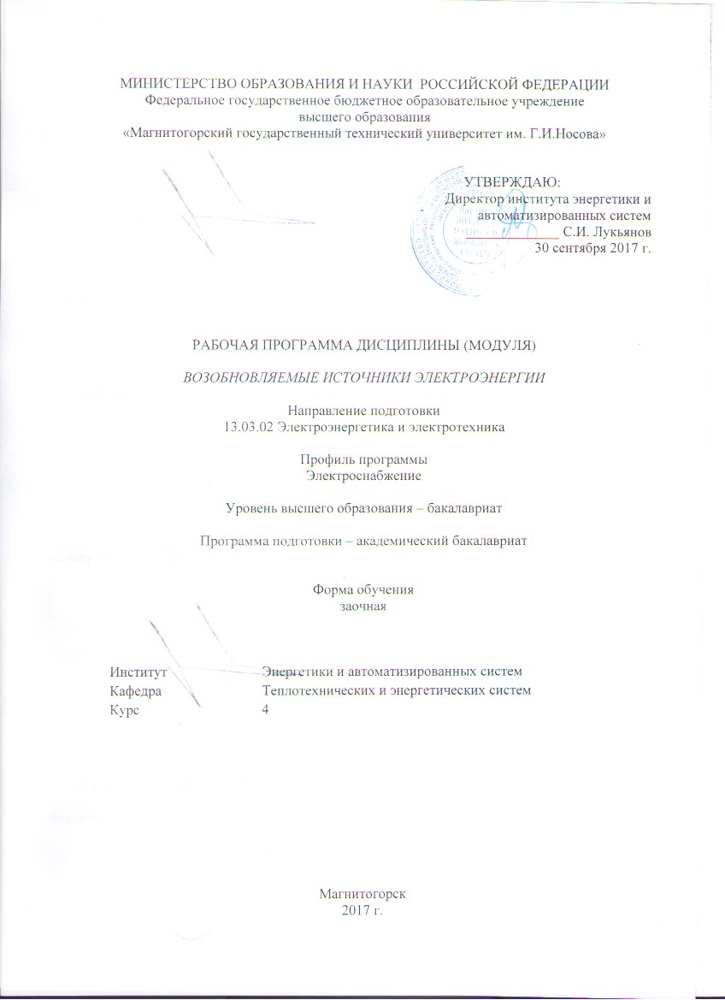 МИНИСТЕРСТВО ОБРАЗОВАНИЯ И НАУКИ РОССИЙСКОЙ ФЕДЕРАЦИИ
Федеральное государственное бюджетное образовательное учреждение
высшего образования
«Магнитогорский государственный технический университет им. Г.И.Носова»
УТВЕРЖДАЮ:
Директор института энергетики и
автоматизированных систем
_____________ С.И. Лукьянов
30 сентября 2017 г.
РАБОЧАЯ ПРОГРАММА ДИСЦИПЛИНЫ (МОДУЛЯ)
ВОЗОБНОВЛЯЕМЫЕ ИСТОЧНИКИ ЭЛЕКТРОЭНЕРГИИ
Направление подготовки
13.03.02 Электроэнергетика и электротехника
Профиль программы
Электроснабжение
Уровень высшего образования – бакалавриат
Программа подготовки – академический бакалавриат
Форма обучения
заочная
Институт Энергетики и автоматизированных систем
Кафедра Теплотехнических и энергетических систем
Курс 4
Магнитогорск
2017 г.